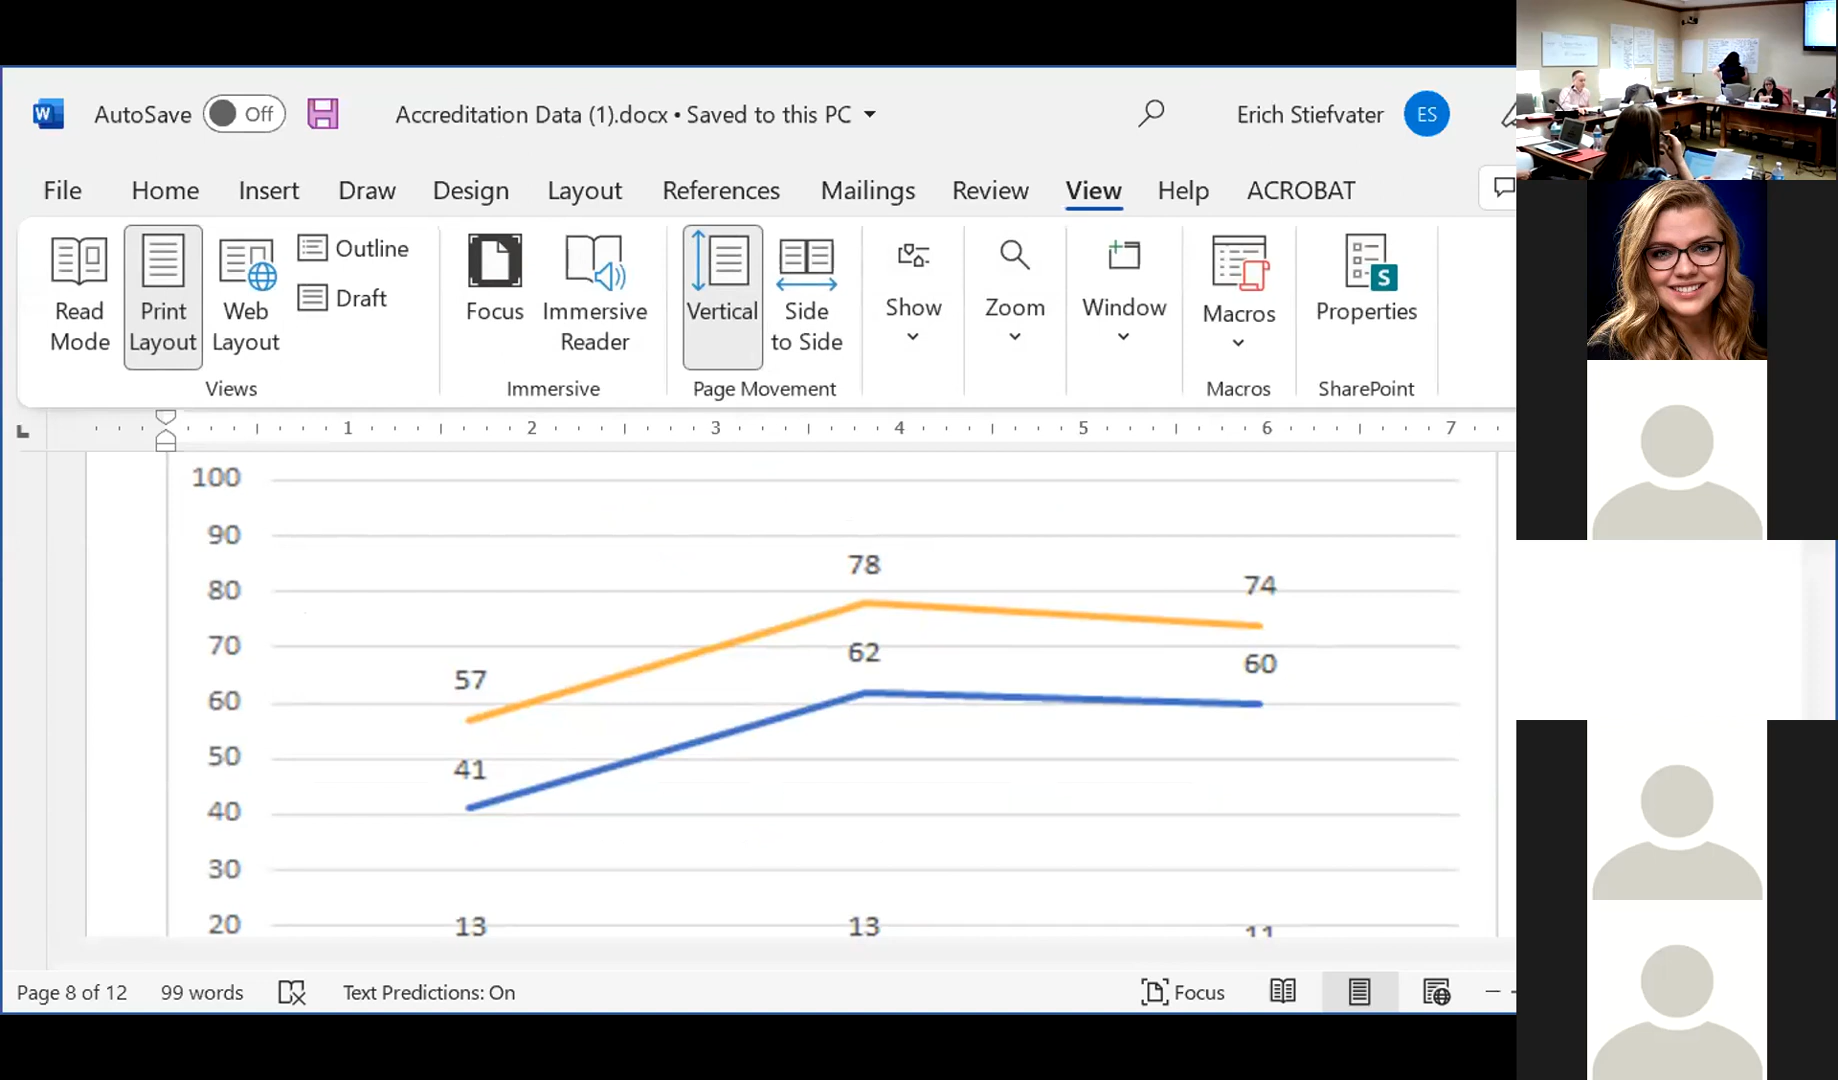 AutoSave Off Accreditation Data (1).docx • Saved to this PC Erich Stiefvater ES
File Home Insert Draw Design Layout References Mailings Review View Help ACROBAT
Read Mode
Print Layout
Web Layout
Outline
Draft
Views
Focus
Immersive Reader
Immersive
Vertical
Side to Side
Page Movement
Show
Zoom
Window
Macros
Macros
Properties
SharePoint
1 2 3 4 5 6 7
100
90
78
74
80
70
62
60
57
60
50
41
40
30
20 13 13 11
Page 8 of 12 99 words Text Predictions: On Focus